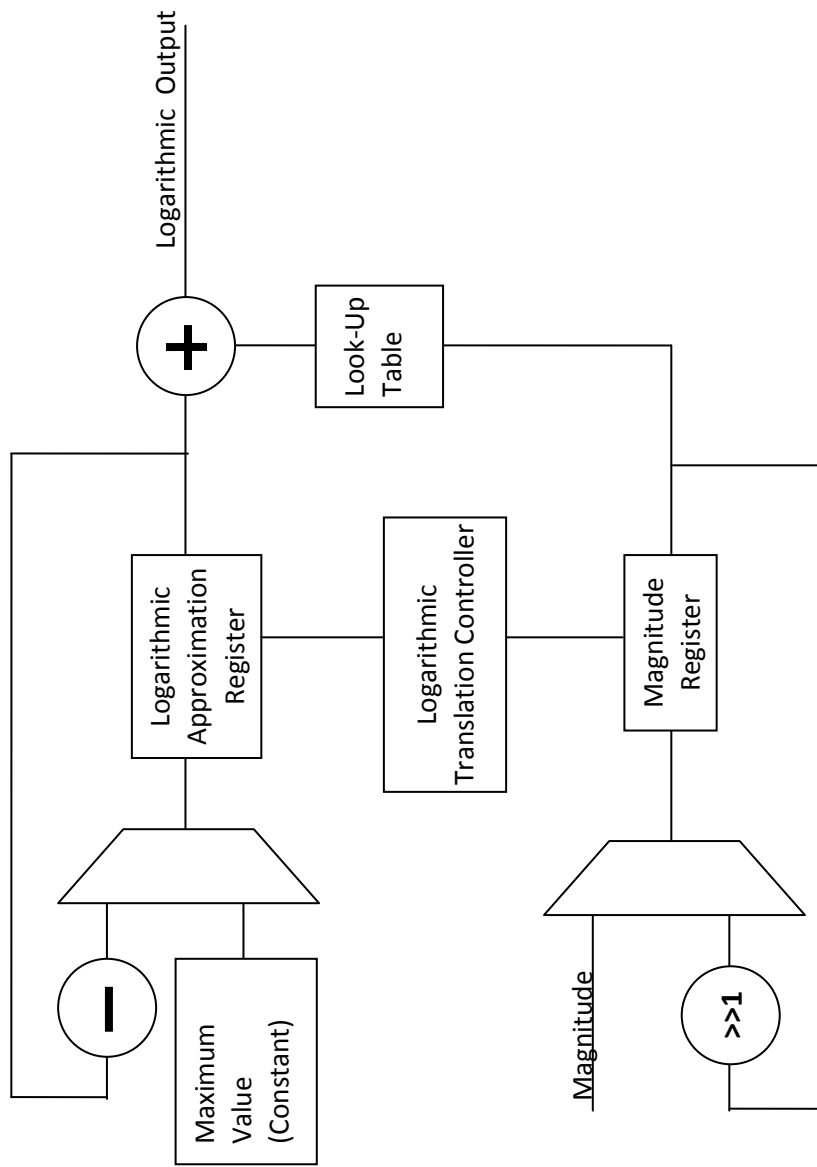 Maximum
Value
(Constant)
−
Logarithmic
Approximation
Register
+
Logarithmic Output
Logarithmic
Translation Controller
Look-Up
Table
Magnitude
>>1
Magnitude
Register